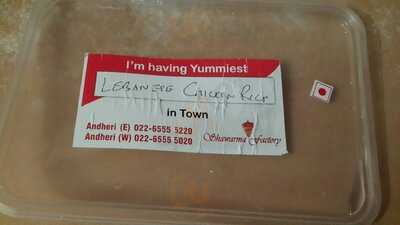 I'm having Yummiest
LEBANESE CHICKEN RICE
in Town
Andheri (E) 022-6555 5220
Andheri (W) 022-6555 5020
Shawarma Factory